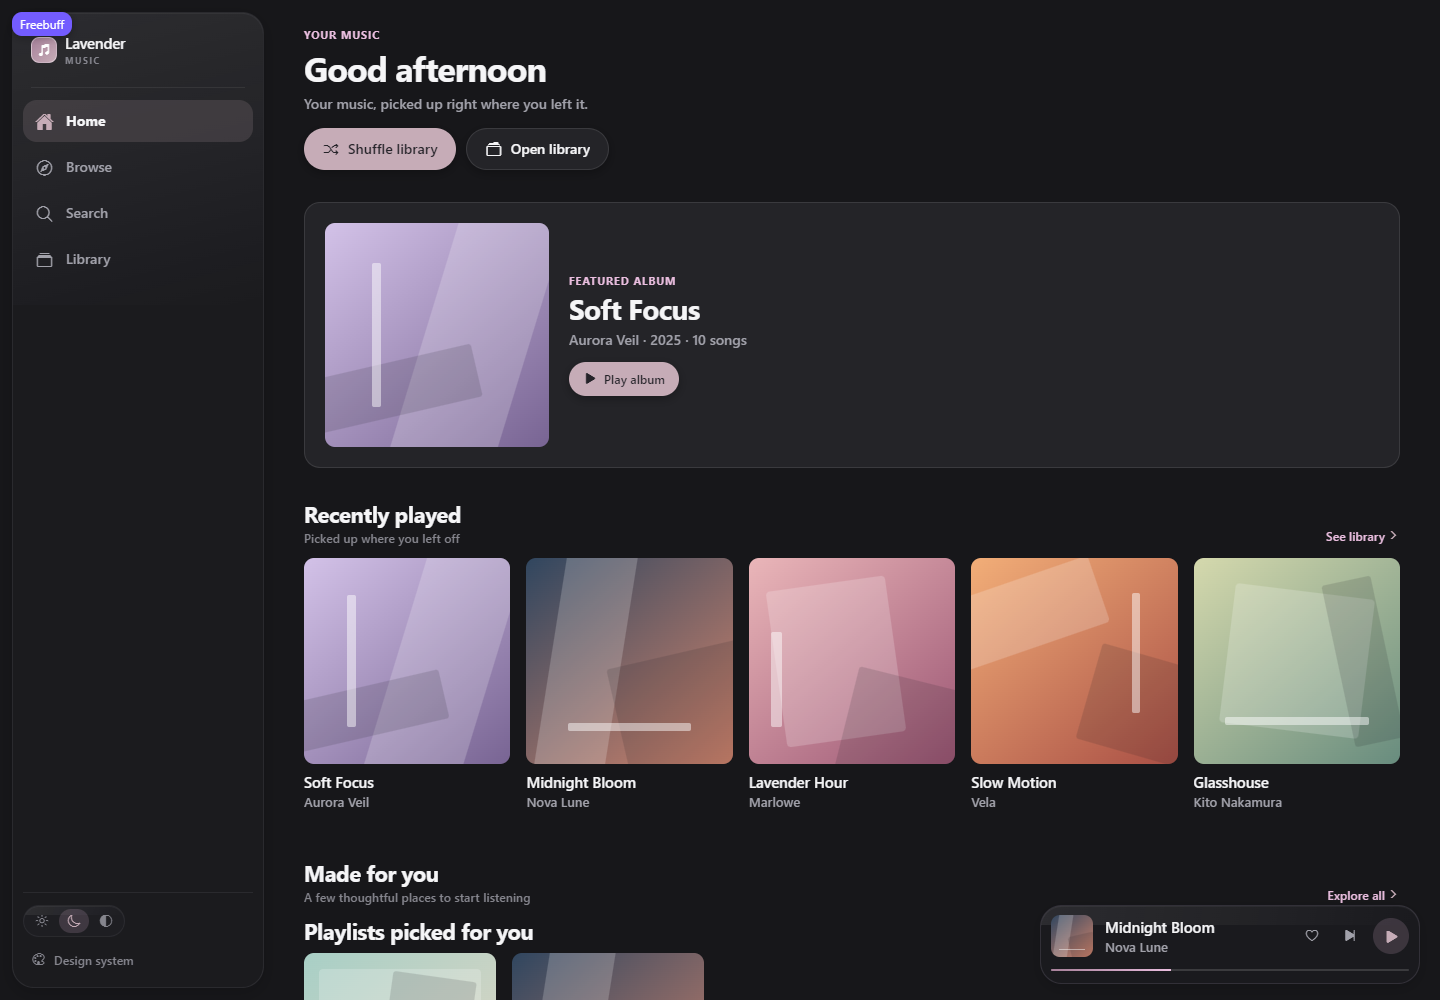 Freebuff
Lavender
MUSIC
Home
Browse
Search
Library
Design system
YOUR MUSIC
Good afternoon
Your music, picked up right where you left it.
Shuffle library
Open library
FEATURED ALBUM
Soft Focus
Aurora Veil · 2025 · 10 songs
Play album
Recently played
Picked up where you left off
See library
Soft Focus
Aurora Veil
Midnight Bloom
Nova Lune
Lavender Hour
Marlowe
Slow Motion
Vela
Glasshouse
Kito Nakamura
Made for you
A few thoughtful places to start listening
Explore all
Playlists picked for you
Midnight Bloom
Nova Lune